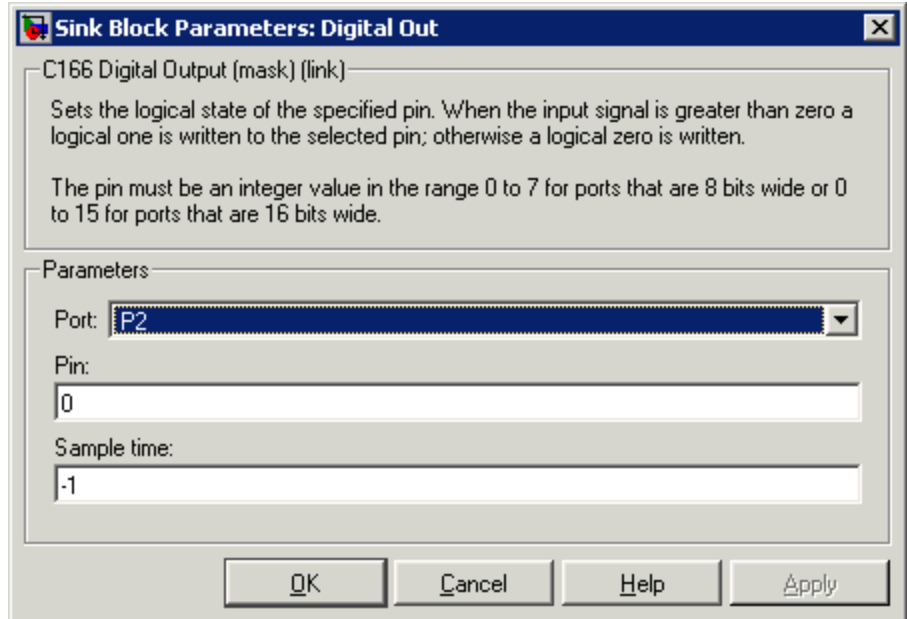 Sink Block Parameters: Digital Out
C166 Digital Output (mask) (link)
Sets the logical state of the specified pin. When the input signal is greater than zero a
logical one is written to the selected pin; otherwise a logical zero is written.
The pin must be an integer value in the range 0 to 7 for ports that are 8 bits wide or 0
to 15 for ports that are 16 bits wide.
Parameters
Port: P2
Pin:
0
Sample time:
-1
OK Cancel Help Apply